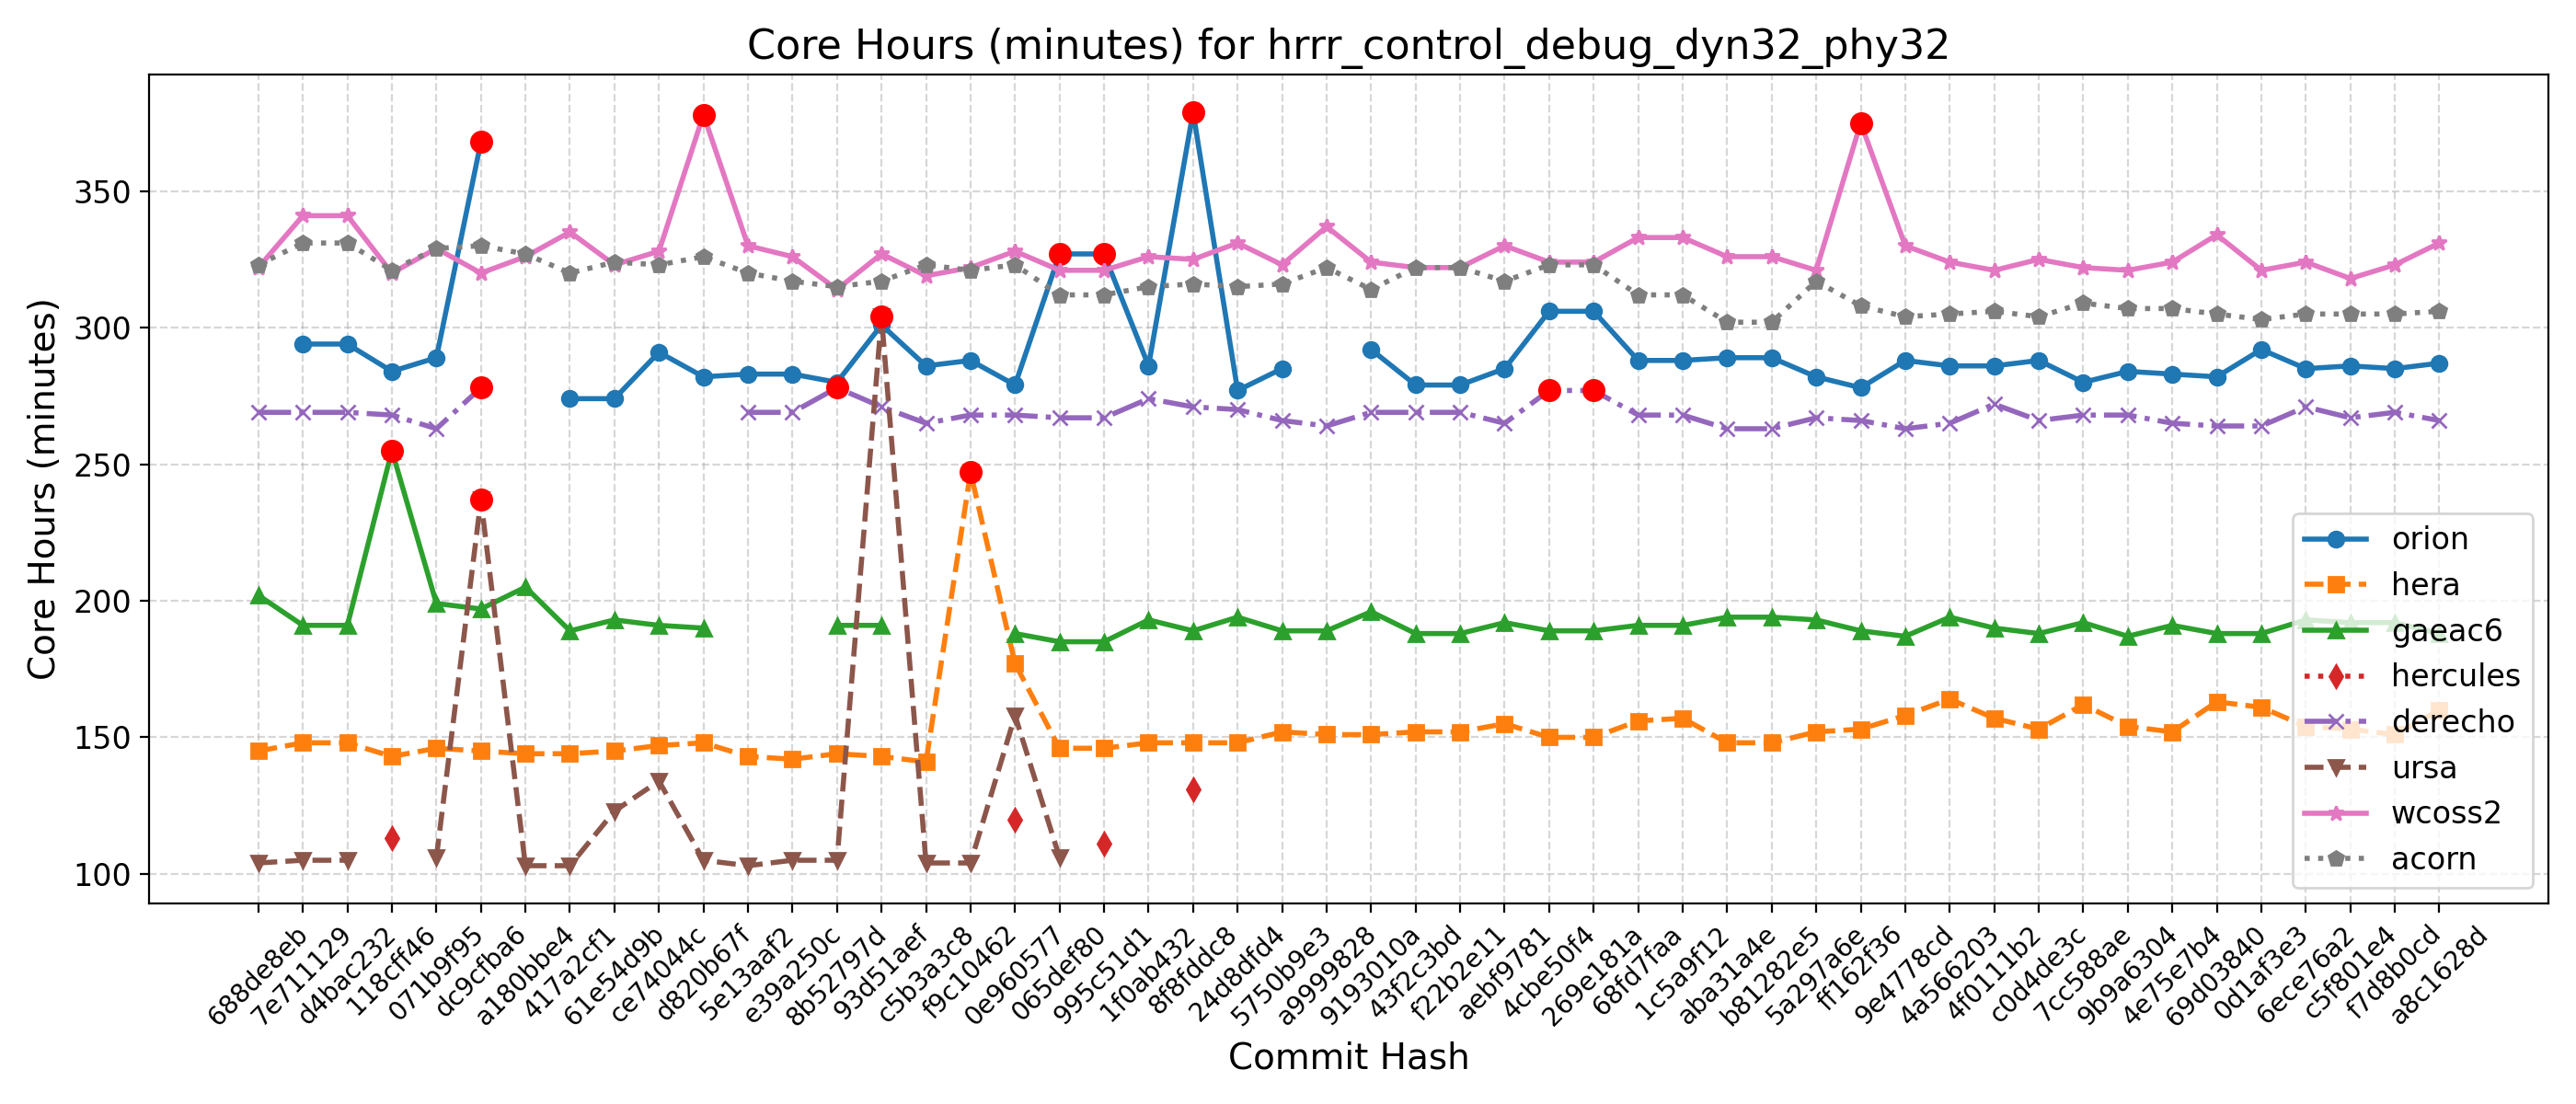 Core Hours (minutes) for hrrr_control_debug_dyn32_phy32
Core Hours (minutes)
350
300
250
200
150
100
orion
hera
gaeac6
hercules
derecho
ursa
wcoss2
acorn
688de8eb
7e711129
d4bac232
118cff46
071b9f95
dc9cfba6
a180bbe4
417a2cf1
61e54d9b
ce74044c
d820b67f
5e13aaf2
e39a250c
8b52797d
93d51aef
c5b3a3c8
f9c10462
0e960577
065def80
995c51d1
1f0ab432
8f8fddc8
24d8dfd4
5750b9e3
a9999828
9193010a
43f2c3bd
f22b2e11
aebf9781
4cbe50f4
269e181a
68fd7faa
1c5a9f12
aba31a4e
b81282e5
5a297a6e
ff162f36
9e4778cd
4a566203
4f0111b2
c0d4de3c
7cc588ae
9b9a6304
4e75e7b4
69d03840
0d1af3e3
6ece76a2
c5f801e4
f7d8b0cd
a8c1628d
Commit Hash